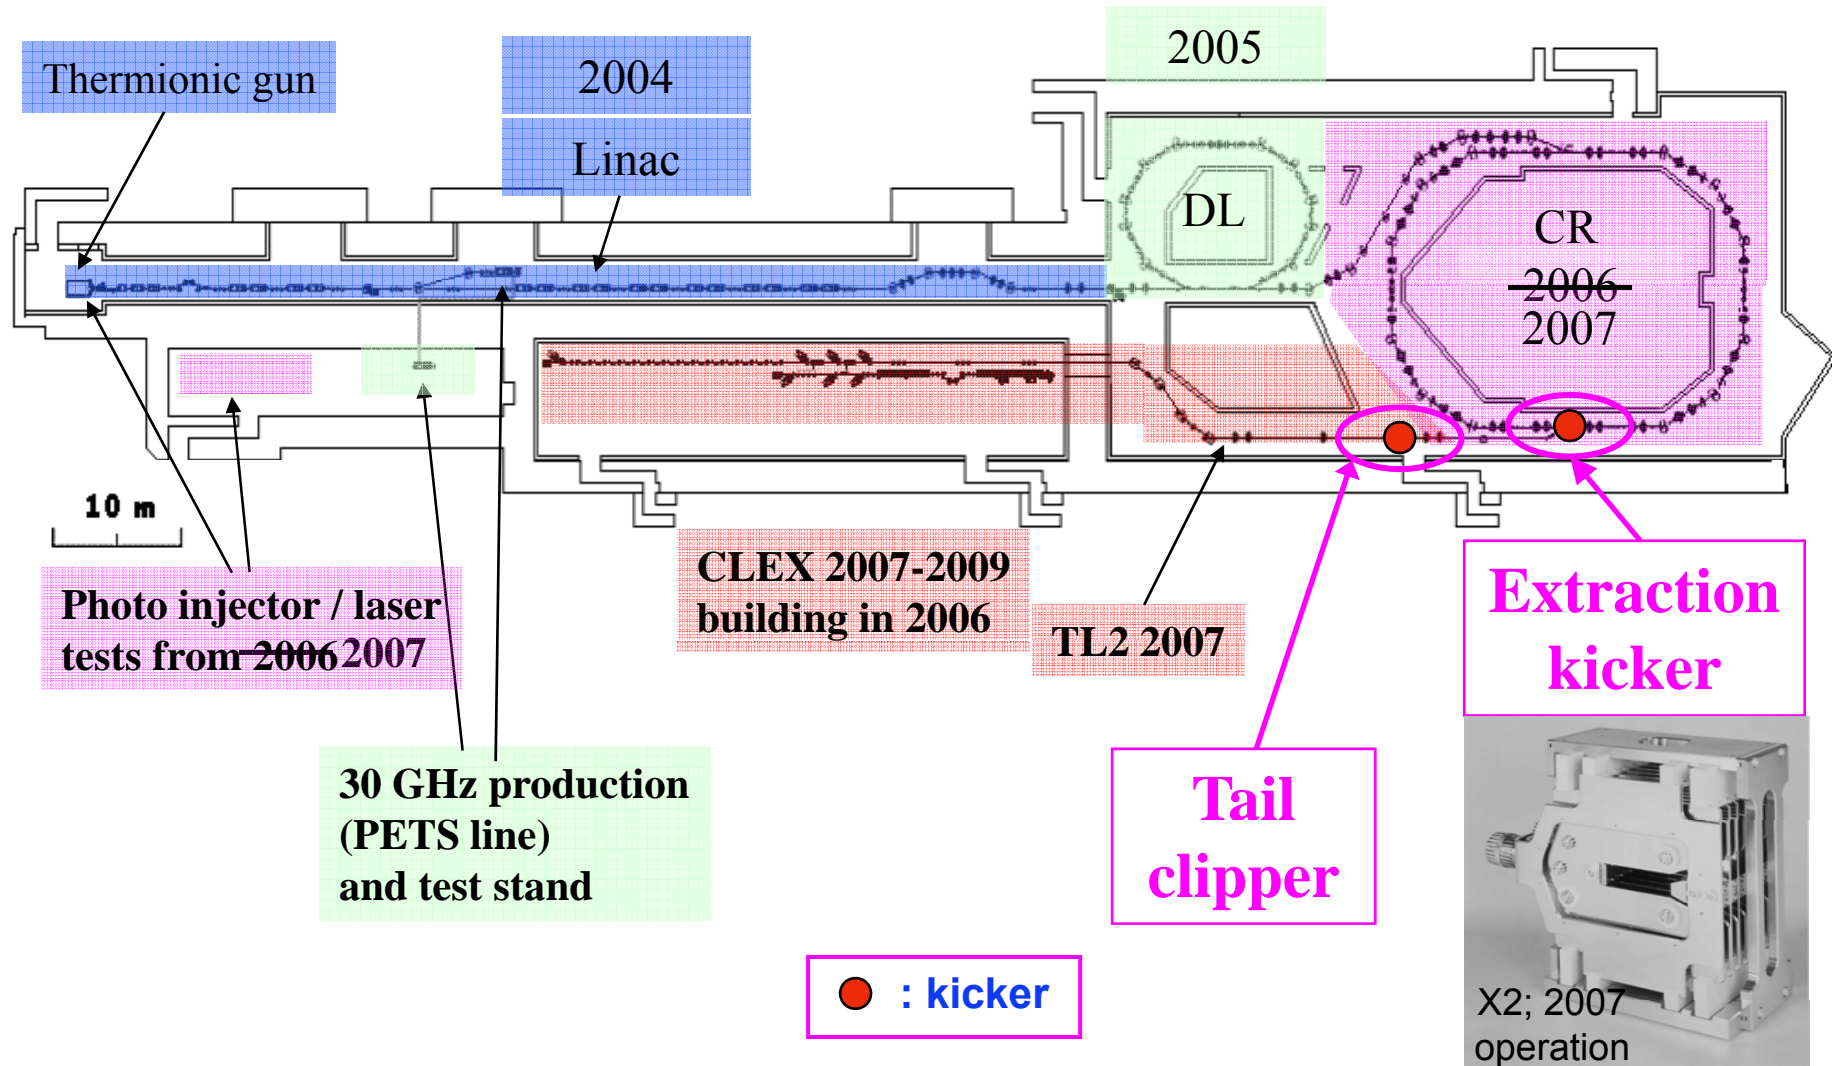 Thermionic gun
2004
Linac
2005
DL
CR
2006
2007
10 m
Photo injector / laser
tests from 2006 2007
CLEX 2007-2009
building in 2006
TL2 2007
Extraction
kicker
30 GHz production
(PETS line)
and test stand
Tail
clipper
: kicker
X2; 2007
operation